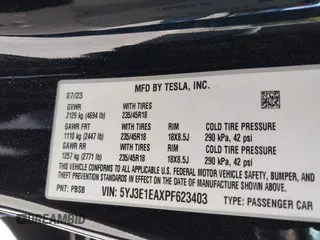 MFD BY TESLA, INC.
07/23
GVWR WITH TIRES
2129 kg (4694 lb) 235/45R18
GAWR FRT WITH TIRES RIM COLD TIRE PRESSURE
1110 kg (2447 lb) 235/45R18 18X8.5J 290 kPa, 42 psi
GAWR RR WITH TIRES RIM COLD TIRE PRESSURE
1257 kg (2771 lb) 235/45R18 18X8.5J 290 kPa, 42 psi
THIS VEHICLE CONFORMS TO ALL APPLICABLE U.S. FEDERAL MOTOR VEHICLE SAFETY, BUMPER, AND
THEFT PREVENTION STANDARDS IN EFFECT ON THE DATE OF MANUFACTURE SHOWN ABOVE.
PNT: PBSB VIN: 5YJ3E1EAXPF623403 TYPE: PASSENGER CAR
CLEARAMBID